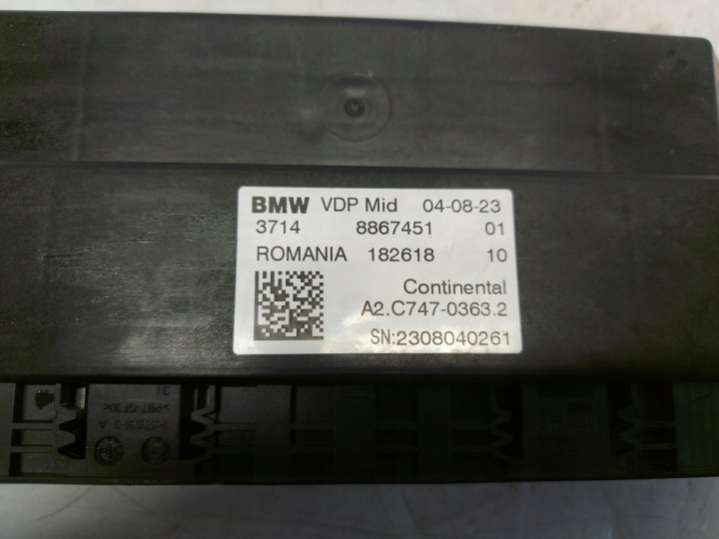 BMW VDP Mid 04-08-23
3714 8867451 01
ROMANIA 182618 10
Continental
A2.C747-0363.2
SN:2308040261